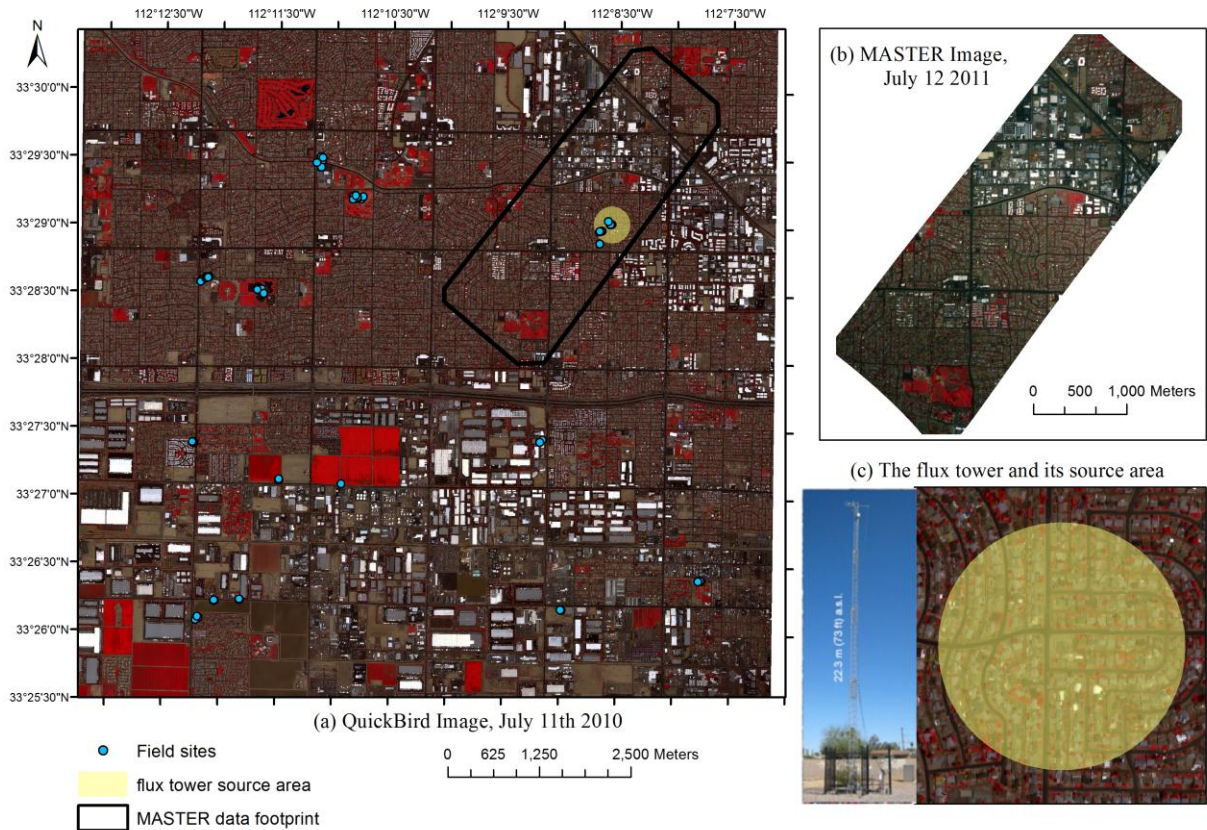 112°12'30"W 112°11'30"W 112°10'30"W 112°9'30"W 112°8'30"W 112°7'30"W
N
33°30'0"N
33°29'30"N
33°29'0"N
33°28'30"N
33°28'0"N
33°27'30"N
33°27'0"N
33°26'30"N
33°26'0"N
33°25'30"N
(a) QuickBird Image, July 11th 2010
Field sites
flux tower source area
MASTER data footprint
0 625 1,250 2,500 Meters
(b) MASTER Image,
July 12 2011
0 500 1,000 Meters
(c) The flux tower and its source area
22.3 m (73 ft) a.s.l.